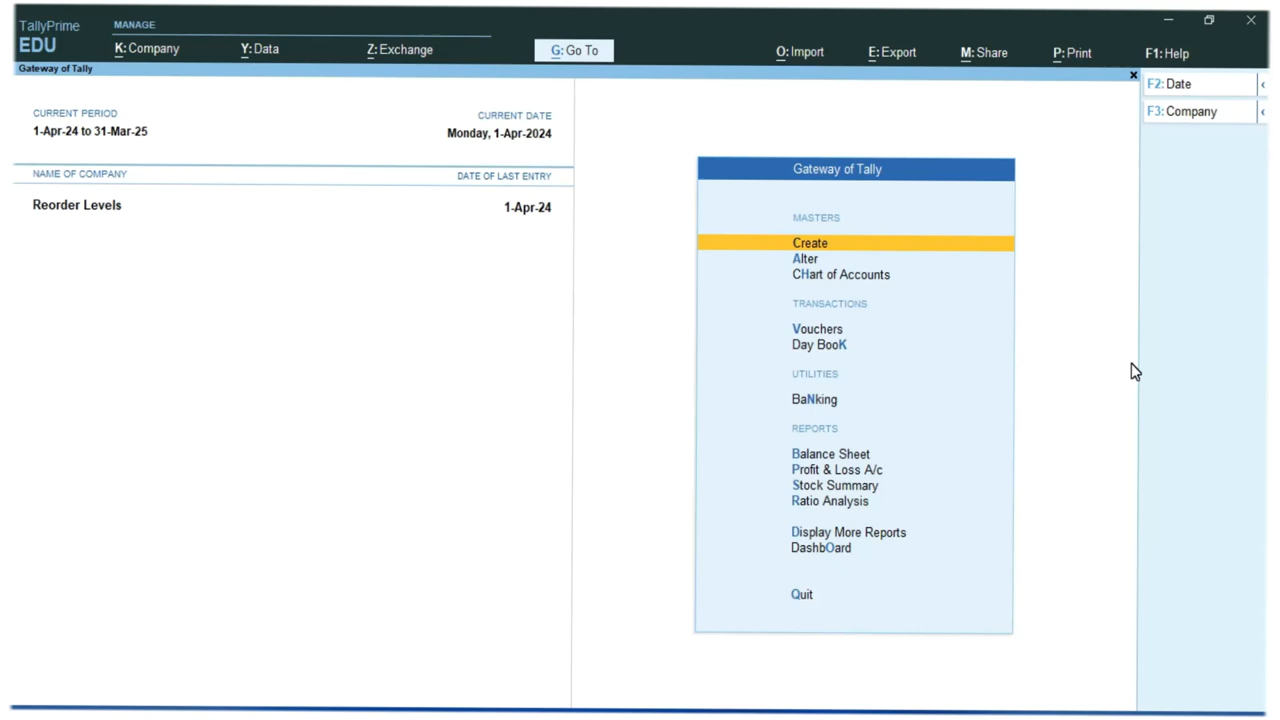 TallyPrime
EDU
MANAGE
K: Company
Y: Data
Z: Exchange
G: Go To
O: Import
E: Export
M: Share
P: Print
F1: Help
Gateway of Tally
F2: Date
F3: Company
CURRENT PERIOD
1-Apr-24 to 31-Mar-25
CURRENT DATE
Monday, 1-Apr-2024
NAME OF COMPANY
DATE OF LAST ENTRY
Reorder Levels
1-Apr-24
Gateway of Tally
MASTERS
Create
Alter
CHart of Accounts
TRANSACTIONS
Vouchers
Day BooK
UTILITIES
BaNking
REPORTS
Balance Sheet
Profit & Loss A/c
Stock Summary
Ratio Analysis
Display More Reports
DashbOard
Quit